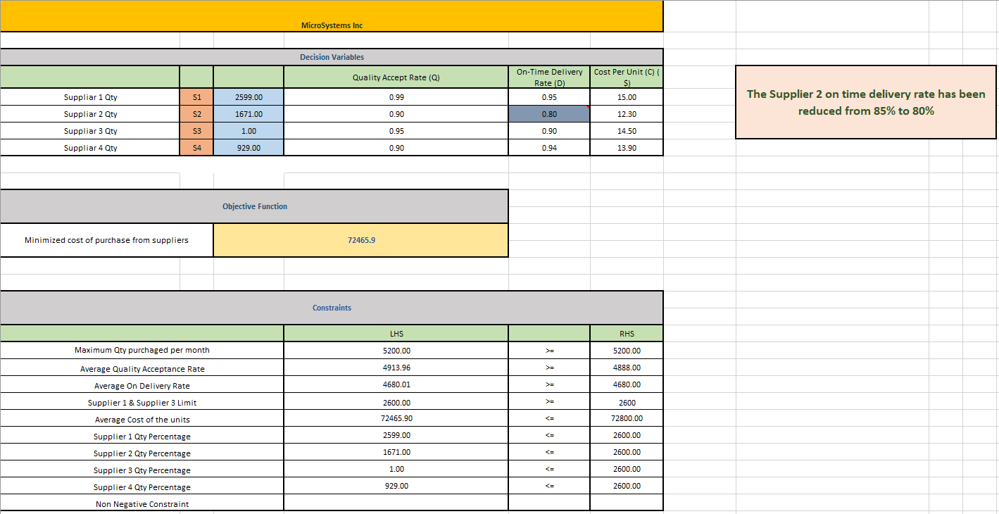 MicroSystems Inc
Decision Variables
Quality Accept Rate (Q) On-Time Delivery Rate (D) Cost Per Unit (C) ( $)
Suppliar 1 Qty S1 2599.00 0.99 0.95 15.00
Suppliar 2 Qty S2 1671.00 0.90 0.80 12.30
Suppliar 3 Qty S3 1.00 0.95 0.90 14.50
Suppliar 4 Qty S4 929.00 0.90 0.94 13.90
The Supplier 2 on time delivery rate has been
reduced from 85% to 80%
Objective Function
Minimized cost of purchase from suppliers 72465.9
Constraints
LHS RHS
Maximum Qty purchaged per month 5200.00 >= 5200.00
Average Quality Acceptance Rate 4913.96 >= 4888.00
Average On Delivery Rate 4680.01 >= 4680.00
Supplier 1 & Supplier 3 Limit 2600.00 >= 2600
Average Cost of the units 72465.90 <= 72800.00
Supplier 1 Qty Percentage 2599.00 <= 2600.00
Supplier 2 Qty Percentage 1671.00 <= 2600.00
Supplier 3 Qty Percentage 1.00 <= 2600.00
Supplier 4 Qty Percentage 929.00 <= 2600.00
Non Negative Constraint